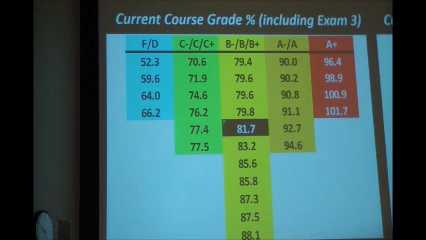 Current Course Grade % (including Exam 3)
F/D C-/C/C+ B-/B/B+ A-/A A+
52.3 70.6 79.4 90.0 96.4
59.6 71.9 79.6 90.2 98.9
64.0 74.6 79.6 90.8 100.9
66.2 76.2 79.8 91.1 101.7
77.4 81.7 92.7
77.5 83.2 94.6
85.6
85.8
87.3
87.5
88.1